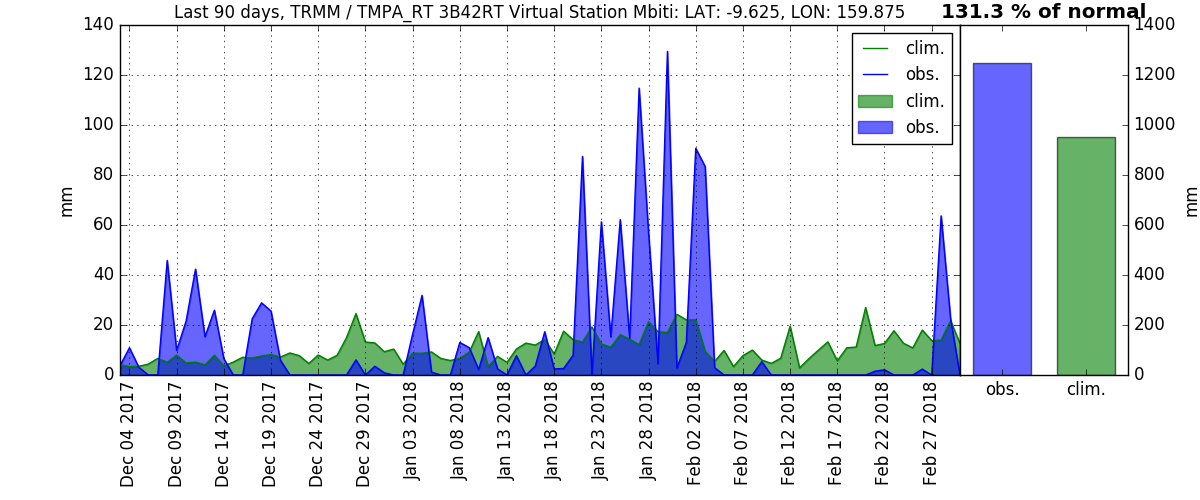 Last 90 days, TRMM / TMPA_RT 3B42RT Virtual Station Mbiti: LAT: -9.625, LON: 159.875
131.3 % of normal
140
120
100
80
60
40
20
0
mm
clim.
obs.
clim.
obs.
1400
1200
1000
800
600
400
200
0
mm
Dec 04 2017
Dec 09 2017
Dec 14 2017
Dec 19 2017
Dec 24 2017
Dec 29 2017
Jan 03 2018
Jan 08 2018
Jan 13 2018
Jan 18 2018
Jan 23 2018
Jan 28 2018
Feb 02 2018
Feb 07 2018
Feb 12 2018
Feb 17 2018
Feb 22 2018
Feb 27 2018
obs.
clim.